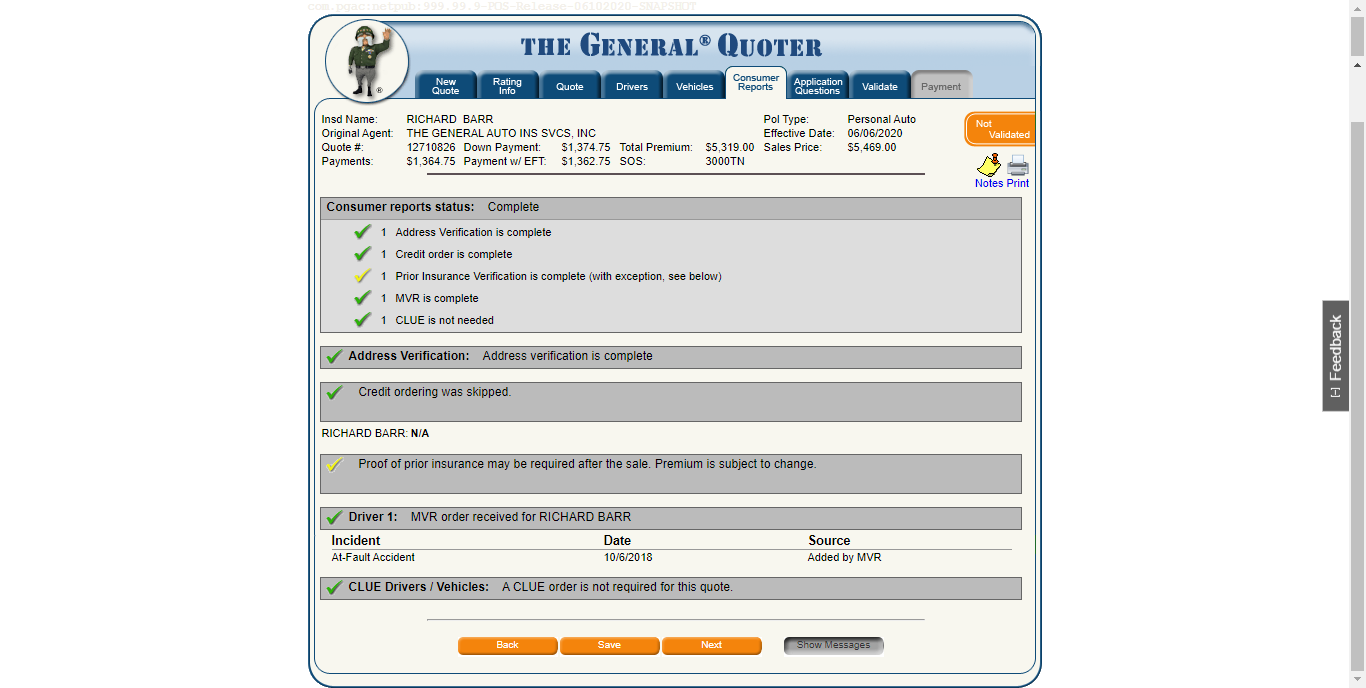 com.pgac:netpub:999.99.9-POS-Release-06102020-SNAPSHOT
THE GENERAL® QUOTER
New Quote
Rating Info
Quote
Drivers
Vehicles
Consumer Reports
Application Questions
Validate
Payment
®
Insd Name: RICHARD BARR Pol Type: Personal Auto
Original Agent: THE GENERAL AUTO INS SVCS, INC Effective Date: 06/06/2020
Quote #: 12710826 Down Payment: $1,374.75 Total Premium: $5,319.00 Sales Price: $5,469.00
Payments: $1,364.75 Payment w/ EFT: $1,362.75 SOS: 3000TN
Not Validated
Notes Print
Consumer reports status: Complete
1 Address Verification is complete
1 Credit order is complete
1 Prior Insurance Verification is complete (with exception, see below)
1 MVR is complete
1 CLUE is not needed
Address Verification: Address verification is complete
Credit ordering was skipped.
RICHARD BARR: N/A
Proof of prior insurance may be required after the sale. Premium is subject to change.
Driver 1: MVR order received for RICHARD BARR
Incident Date Source
At-Fault Accident 10/6/2018 Added by MVR
CLUE Drivers / Vehicles: A CLUE order is not required for this quote.
Back Save Next Show Messages
[-] Feedback